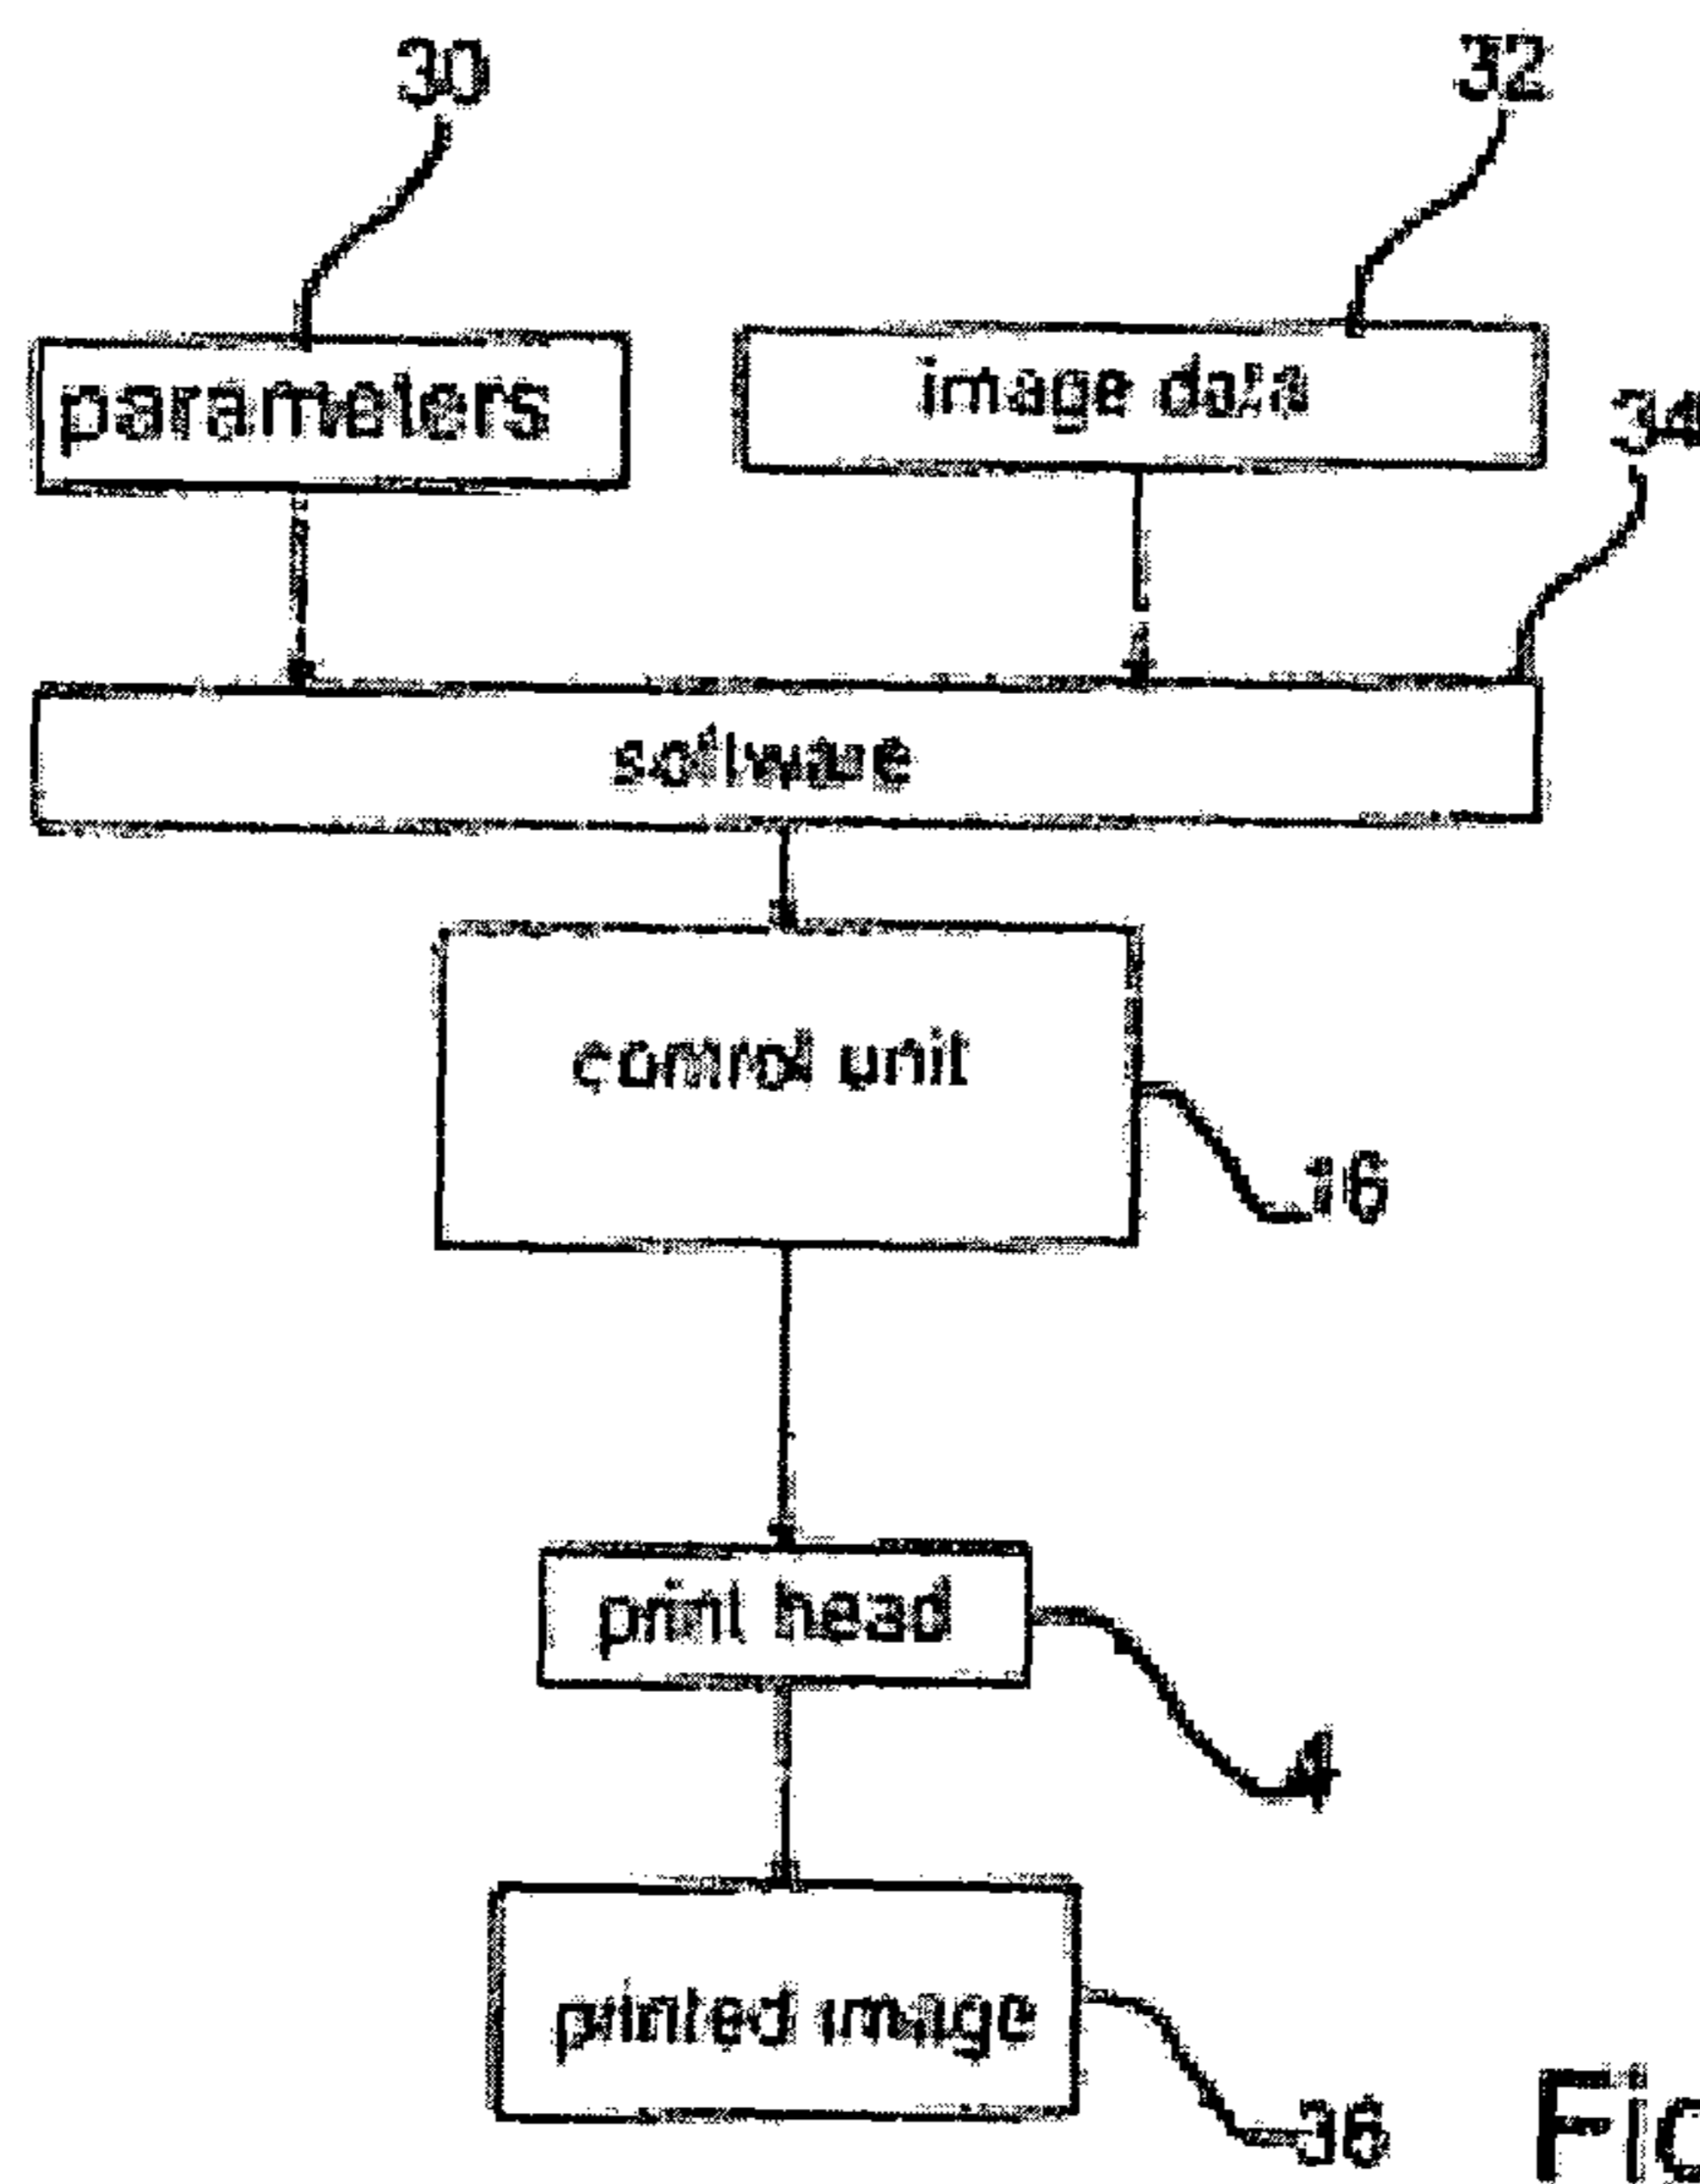 30
32
parameters
image data
34
software
control unit
16
print head
4
printed image
36